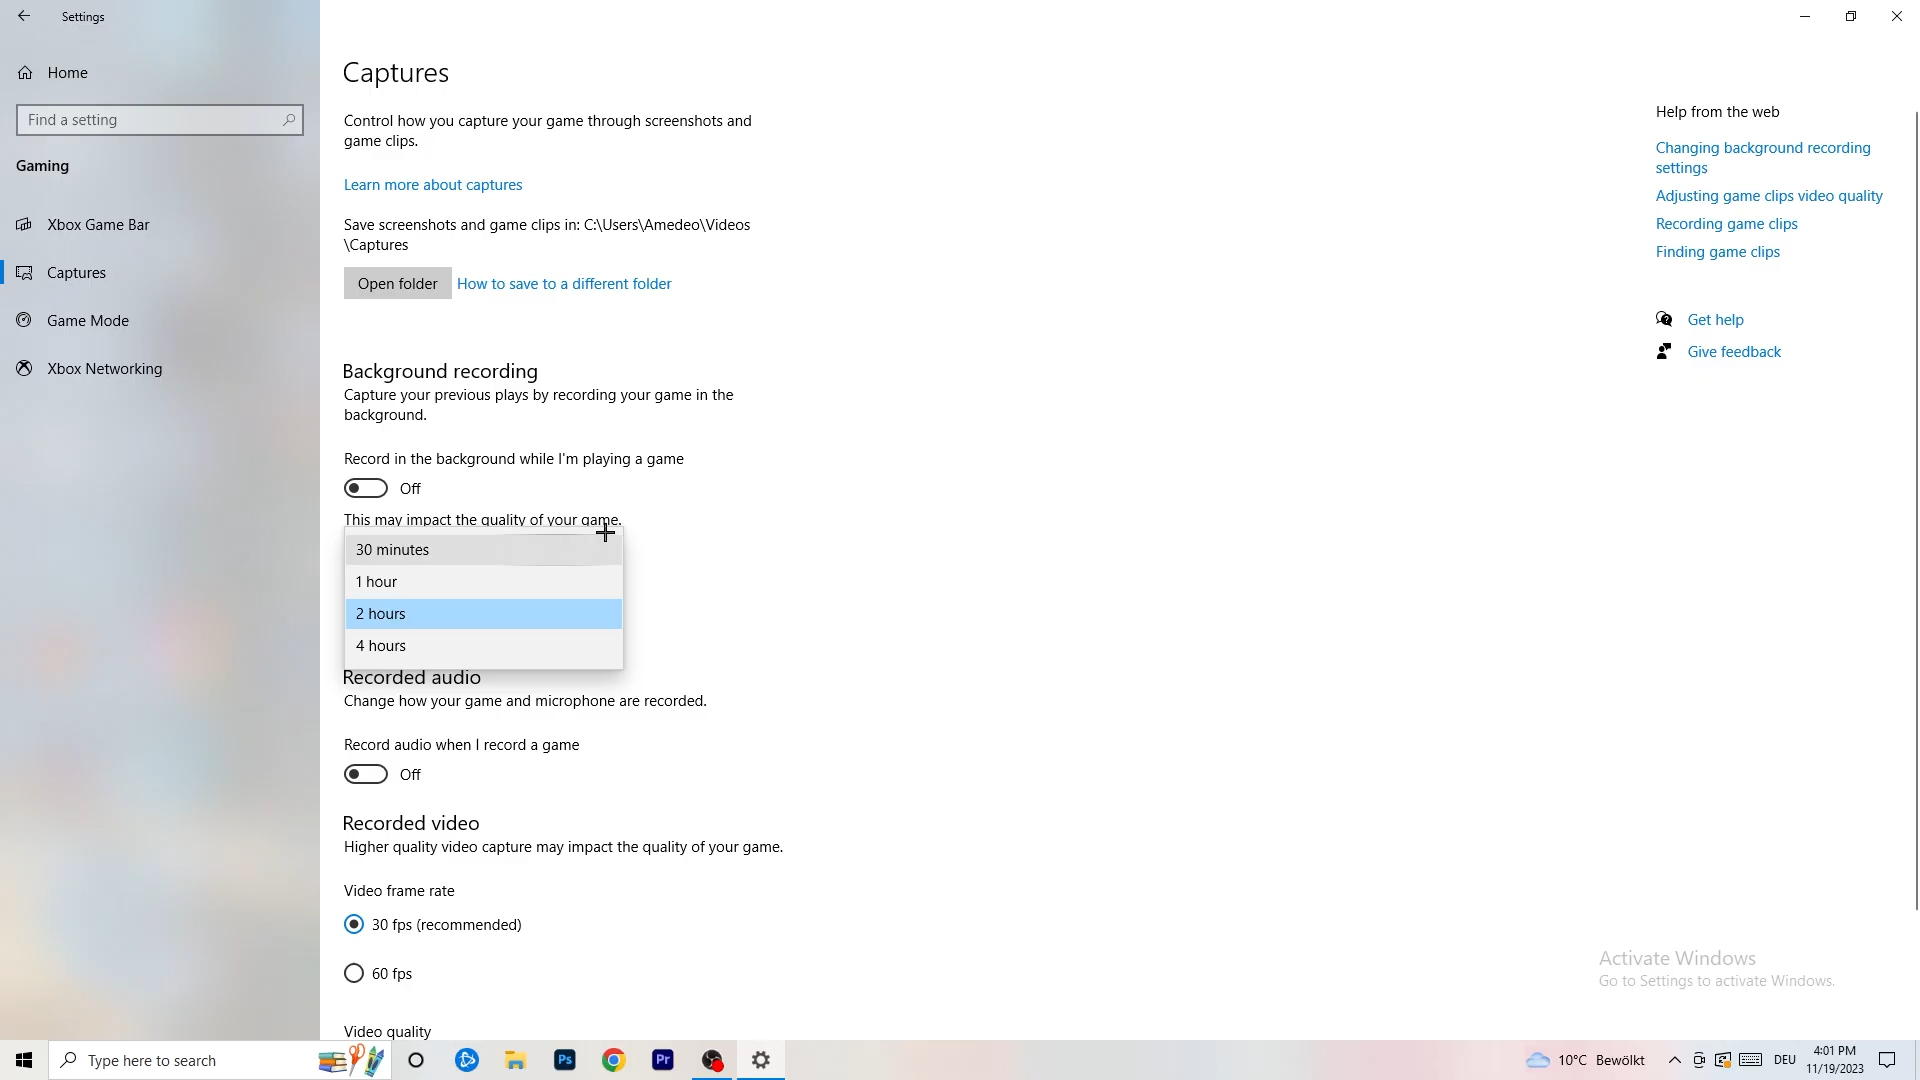 Settings
Home
Find a setting
Gaming
Xbox Game Bar
Captures
Game Mode
Xbox Networking
Captures
Control how you capture your game through screenshots and
game clips.
Learn more about captures
Save screenshots and game clips in: C:\Users\Amedeo\Videos
\Captures
Open folder
How to save to a different folder
Background recording
Capture your previous plays by recording your game in the
background.
Record in the background while I'm playing a game
Off
This may impact the quality of your game.
30 minutes
1 hour
2 hours
4 hours
Recorded audio
Change how your game and microphone are recorded.
Record audio when I record a game
Off
Recorded video
Higher quality video capture may impact the quality of your game.
Video frame rate
30 fps (recommended)
60 fps
Video quality
Help from the web
Changing background recording
settings
Adjusting game clips video quality
Recording game clips
Finding game clips
Get help
Give feedback
Activate Windows
Go to Settings to activate Windows.
Type here to search
Ps
Pr
10°C Bewölkt
DEU
4:01 PM
11/19/2023